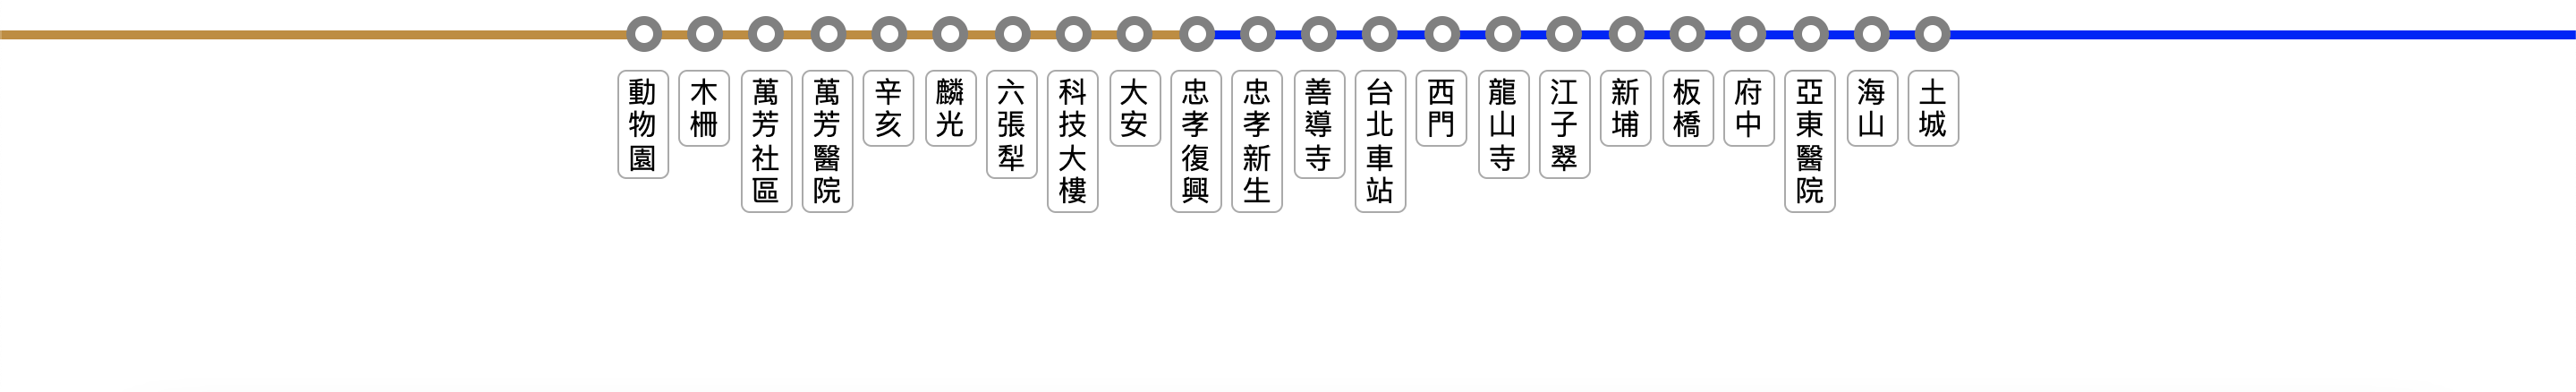 動物園
木柵
萬芳社區
萬芳醫院
辛亥
麟光
六張犁
科技大樓
大安
忠孝復興
忠孝新生
善導寺
台北車站
西門
龍山寺
江子翠
新埔
板橋
府中
亞東醫院
海山
土城